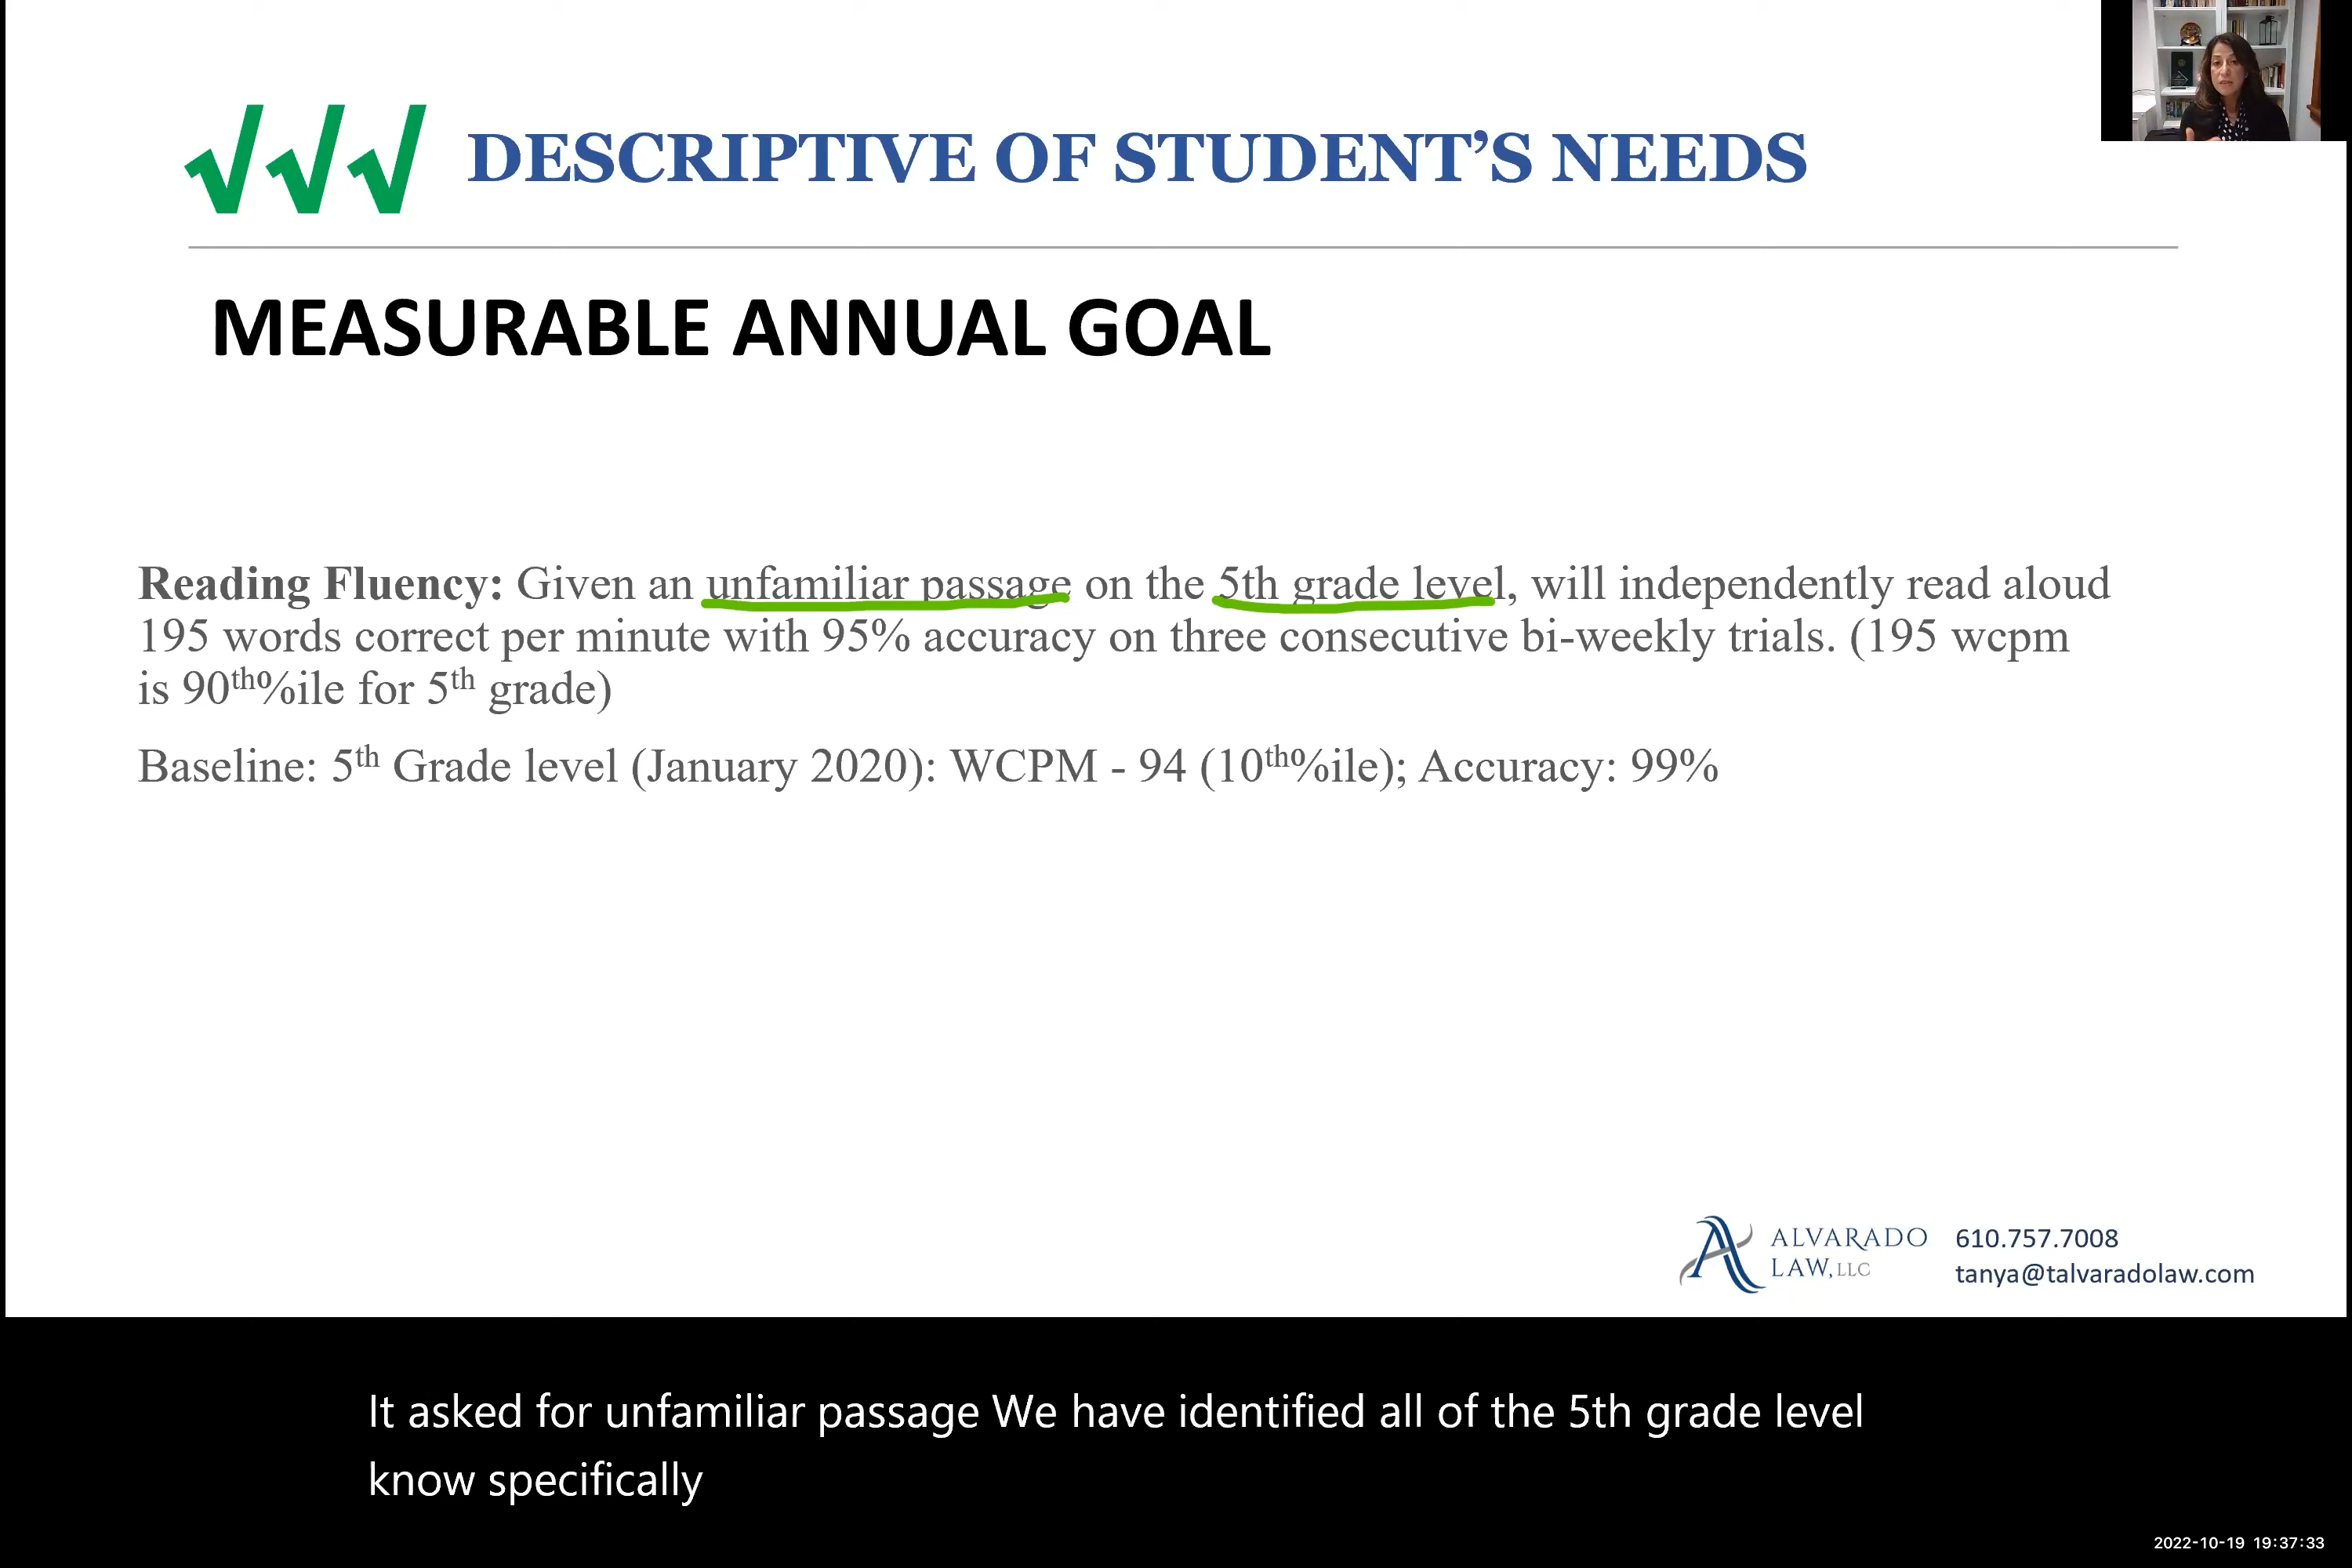 √√√ DESCRIPTIVE OF STUDENT’S NEEDS
MEASURABLE ANNUAL GOAL
Reading Fluency: Given an unfamiliar passage on the 5th grade level, will independently read aloud
195 words correct per minute with 95% accuracy on three consecutive bi-weekly trials. (195 wcpm
is 90th%ile for 5th grade)
Baseline: 5th Grade level (January 2020): WCPM - 94 (10th%ile); Accuracy: 99%
ALVARADO
LAW, LLC
610.757.7008
tanya@talvaradolaw.com
It asked for unfamiliar passage We have identified all of the 5th grade level
know specifically
2022-10-19 19:37:33